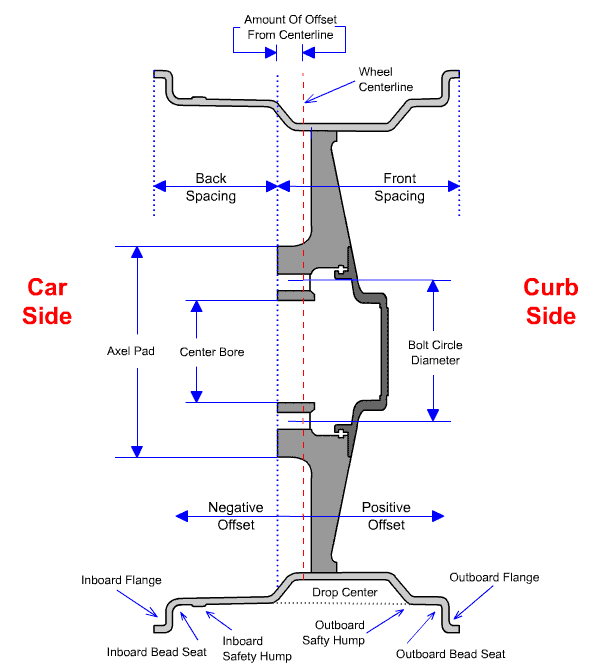 Amount Of Offset
From Centerline
Wheel
Centerline
Back
Spacing
Front
Spacing
Car
Side
Curb
Side
Axel Pad
Center Bore
Bolt Circle
Diameter
Negative
Offset
Positive
Offset
Inboard Flange
Drop Center
Outboard Flange
Inboard Bead Seat
Inboard
Safety Hump
Outboard
Safty Hump
Outboard Bead Seat